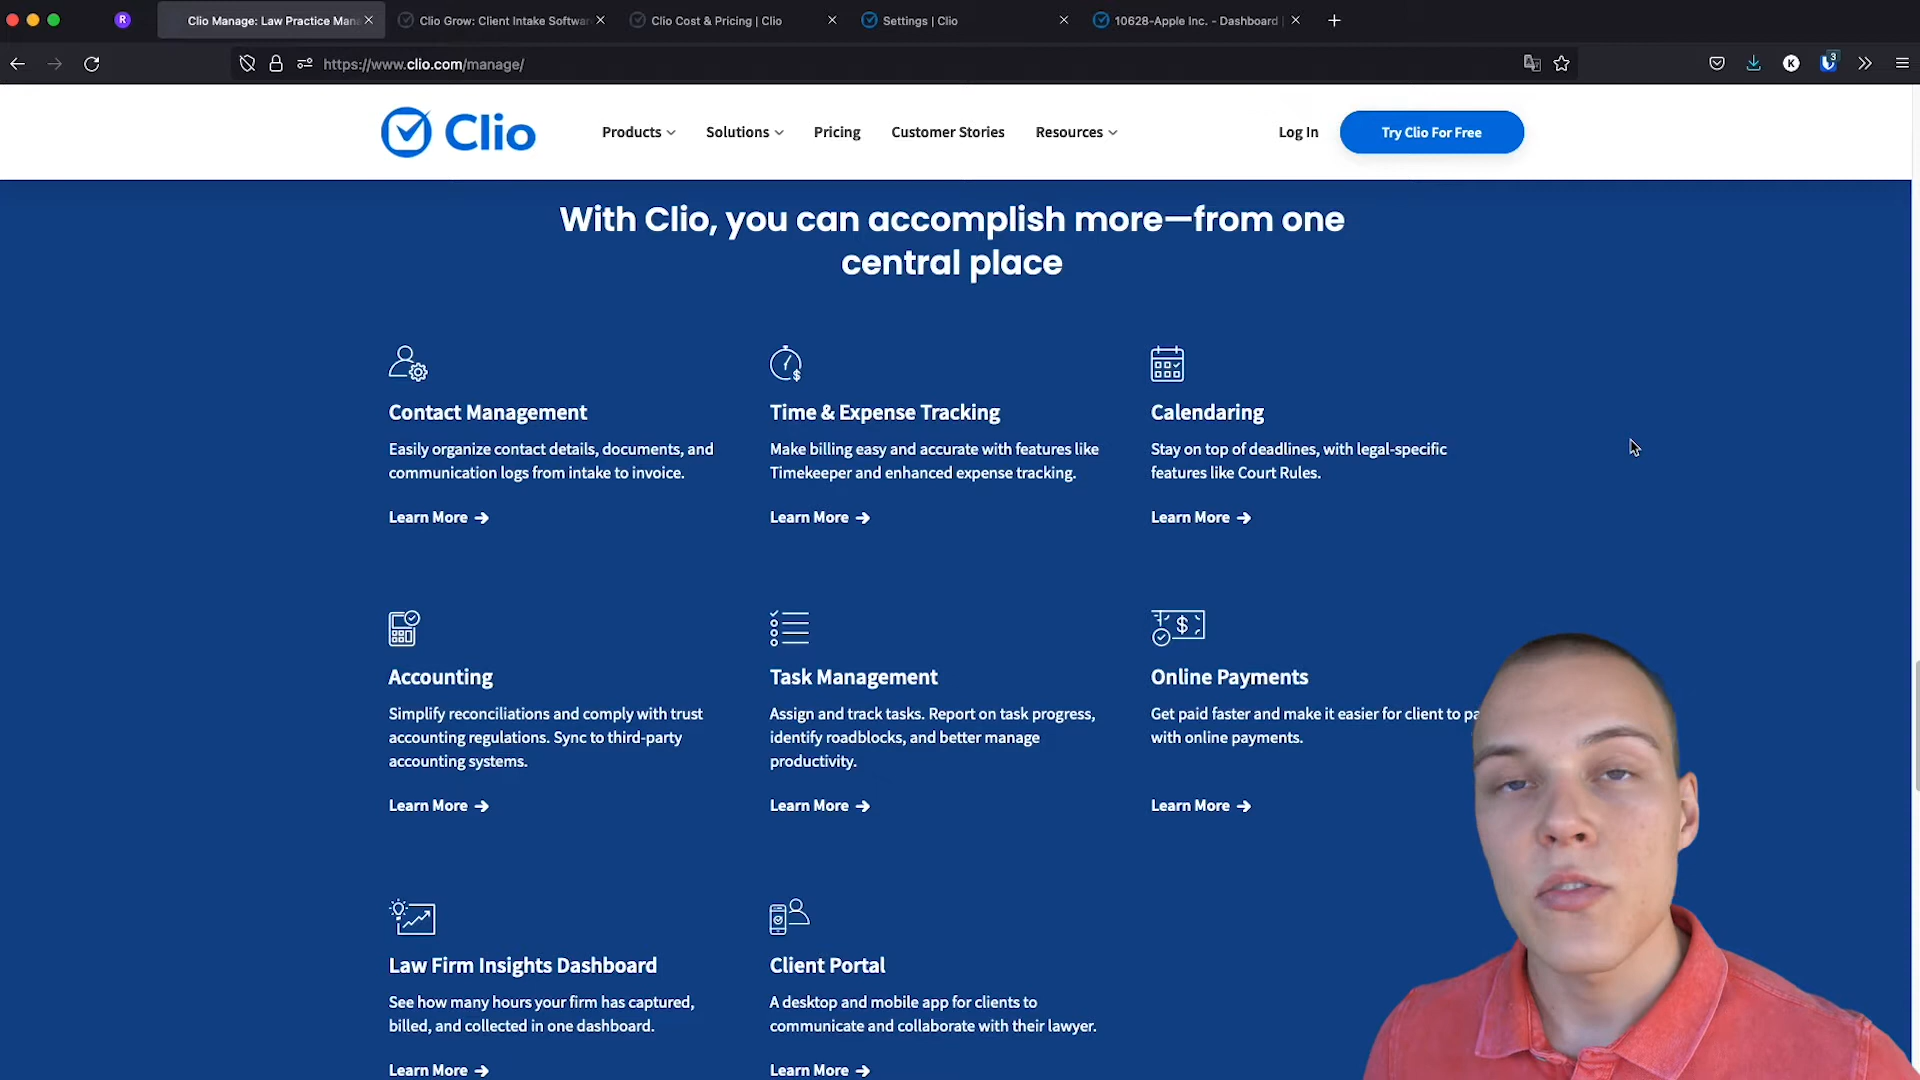 R
Clio Manage: Law Practice Mana
Clio Grow: Client Intake Softwar
Clio Cost & Pricing | Clio
Settings | Clio
10628-Apple Inc. - Dashboard |
https://www.clio.com/manage/
K
3
Clio
Products
Solutions
Pricing
Customer Stories
Resources
Log In
Try Clio For Free
With Clio, you can accomplish more—from one
central place
Contact Management
Easily organize contact details, documents, and
communication logs from intake to invoice.
Learn More →
Time & Expense Tracking
Make billing easy and accurate with features like
Timekeeper and enhanced expense tracking.
Learn More →
Calendaring
Stay on top of deadlines, with legal-specific
features like Court Rules.
Learn More →
Accounting
Simplify reconciliations and comply with trust
accounting regulations. Sync to third-party
accounting systems.
Learn More →
Task Management
Assign and track tasks. Report on task progress,
identify roadblocks, and better manage
productivity.
Learn More →
Online Payments
Get paid faster and make it easier for client to pa
with online payments.
Learn More →
Law Firm Insights Dashboard
See how many hours your firm has captured,
billed, and collected in one dashboard.
Learn More →
Client Portal
A desktop and mobile app for clients to
communicate and collaborate with their lawyer.
Learn More →